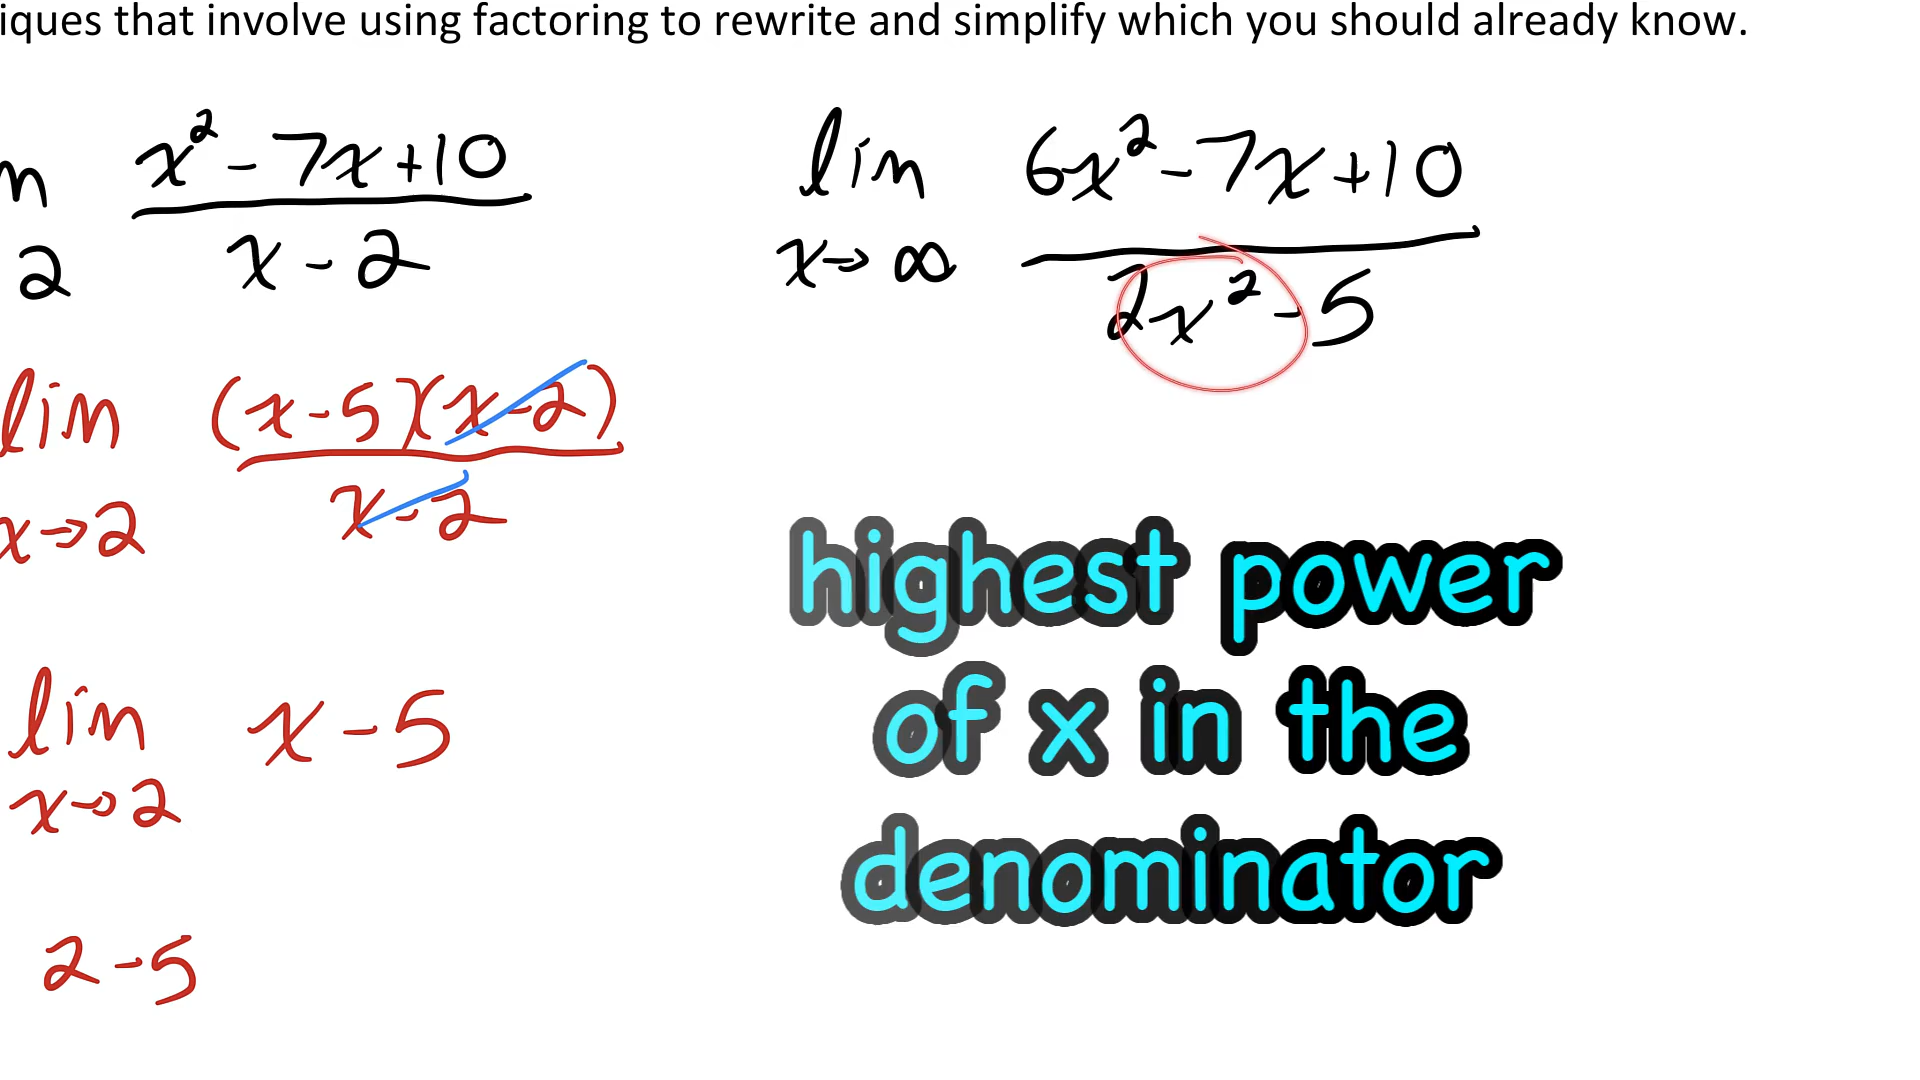 iques that involve using factoring to rewrite and simplify which you should already know.
m x² - 7x + 10
2 x - 2
lim (x - 5)(x - 2)
x→2 x - 2
lim x - 5
x→2
2 - 5
lim 6x² - 7x + 10
x→∞ 2x² - 5
highest power
of x in the
denominator